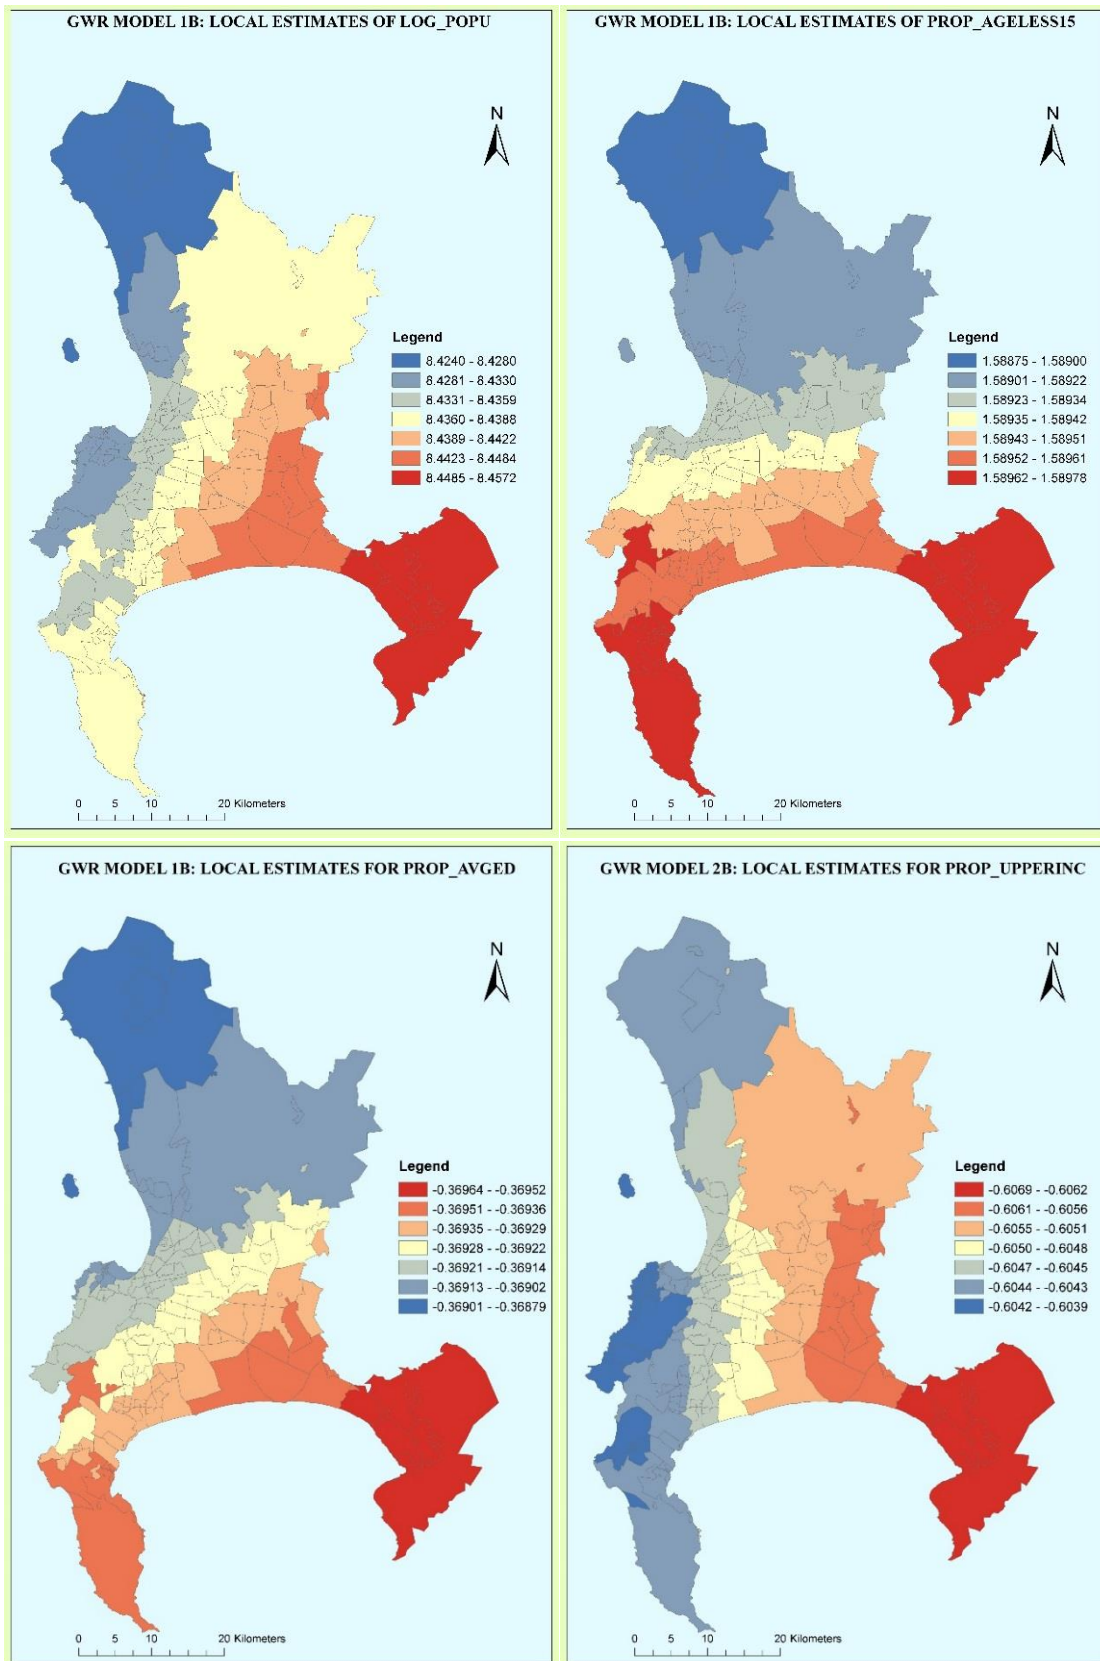 GWR MODEL 1B: LOCAL ESTIMATES OF LOG_POPU
N
Legend
8.4240 - 8.4280
8.4281 - 8.4330
8.4331 - 8.4359
8.4360 - 8.4388
8.4389 - 8.4422
8.4423 - 8.4484
8.4485 - 8.4572
0 5 10 20 Kilometers
GWR MODEL 1B: LOCAL ESTIMATES OF PROP_AGELESS15
N
Legend
1.58875 - 1.58900
1.58901 - 1.58922
1.58923 - 1.58934
1.58935 - 1.58942
1.58943 - 1.58951
1.58952 - 1.58961
1.58962 - 1.58978
0 5 10 20 Kilometers
GWR MODEL 1B: LOCAL ESTIMATES FOR PROP_AVGED
N
Legend
-0.36964 - -0.36952
-0.36951 - -0.36936
-0.36935 - -0.36929
-0.36928 - -0.36922
-0.36921 - -0.36914
-0.36913 - -0.36902
-0.36901 - -0.36879
0 5 10 20 Kilometers
GWR MODEL 2B: LOCAL ESTIMATES FOR PROP_UPPERINC
N
Legend
-0.6069 - -0.6062
-0.6061 - -0.6056
-0.6055 - -0.6051
-0.6050 - -0.6048
-0.6047 - -0.6045
-0.6044 - -0.6043
-0.6042 - -0.6039
0 5 10 20 Kilometers